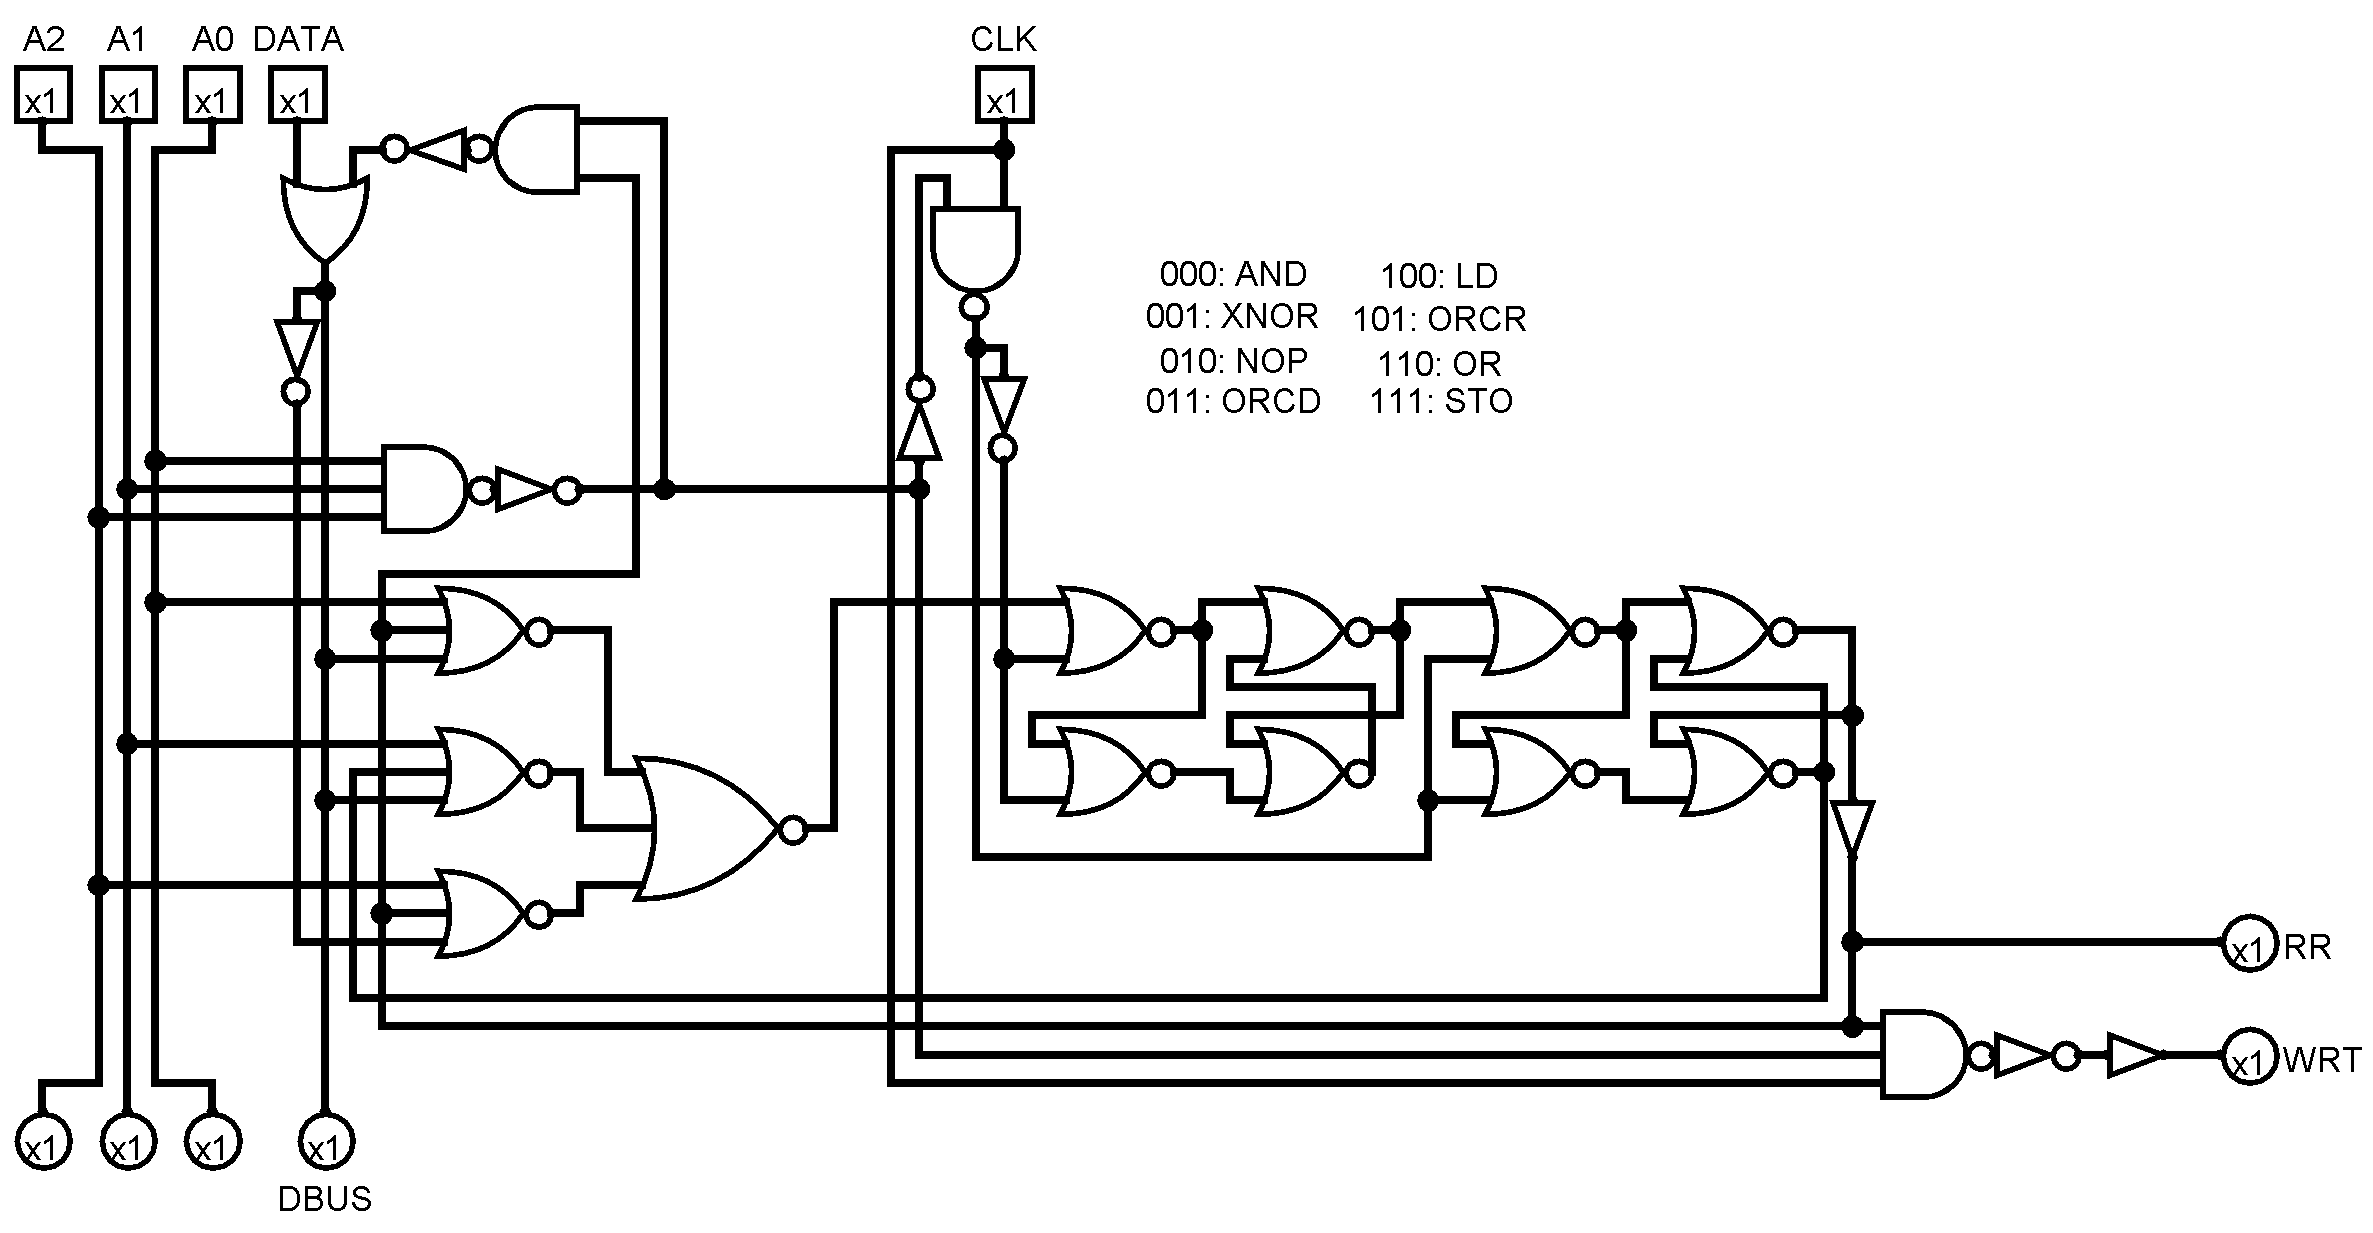 A2 A1 A0 DATA CLK
x1 x1 x1 x1 x1
000: AND 100: LD
001: XNOR 101: ORCR
010: NOP 110: OR
011: ORCD 111: STO
x1 RR
x1 WRT
x1 x1 x1 x1
DBUS